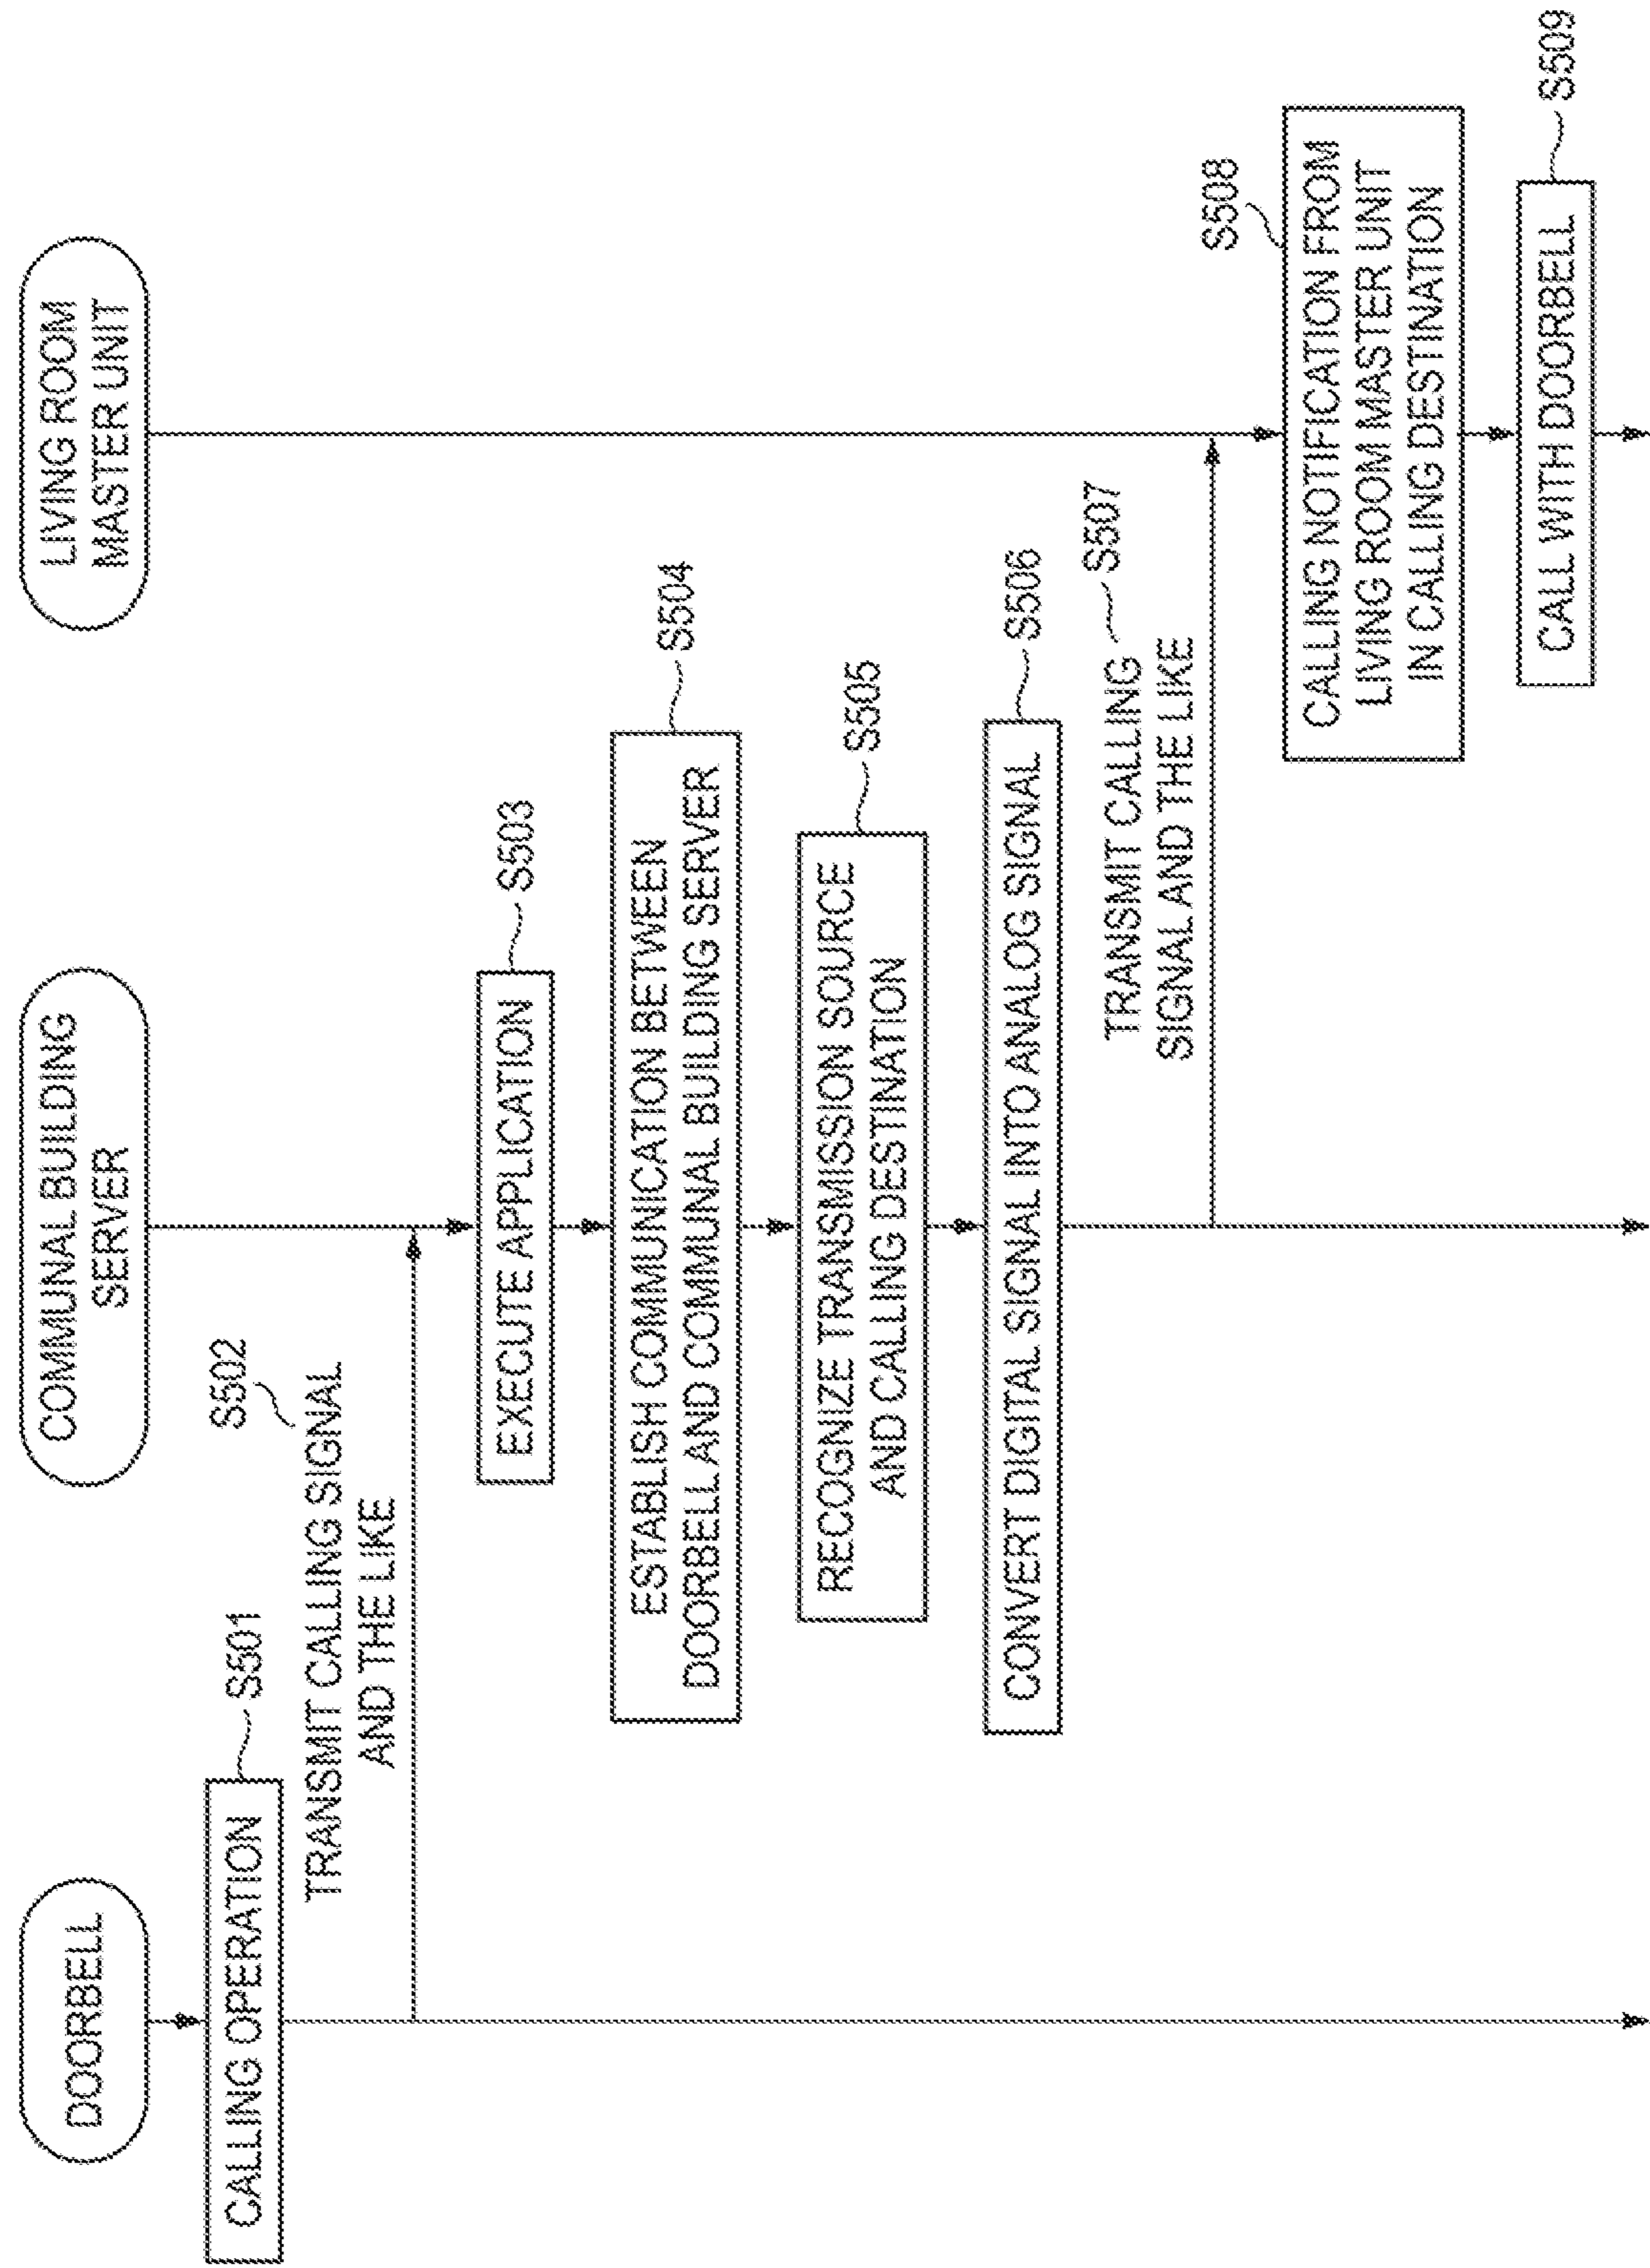 DOORBELL
COMMUNAL BUILDING
SERVER
LIVING ROOM
MASTER UNIT
CALLING OPERATION
S501
S502
TRANSMIT CALLING SIGNAL
AND THE LIKE
EXECUTE APPLICATION
S503
ESTABLISH COMMUNICATION BETWEEN
DOORBELL AND COMMUNAL BUILDING SERVER
S504
RECOGNIZE TRANSMISSION SOURCE
AND CALLING DESTINATION
S505
CONVERT DIGITAL SIGNAL INTO ANALOG SIGNAL
S506
TRANSMIT CALLING
SIGNAL AND THE LIKE
S507
S508
CALLING NOTIFICATION FROM
LIVING ROOM MASTER UNIT
IN CALLING DESTINATION
CALL WITH DOORBELL
S509